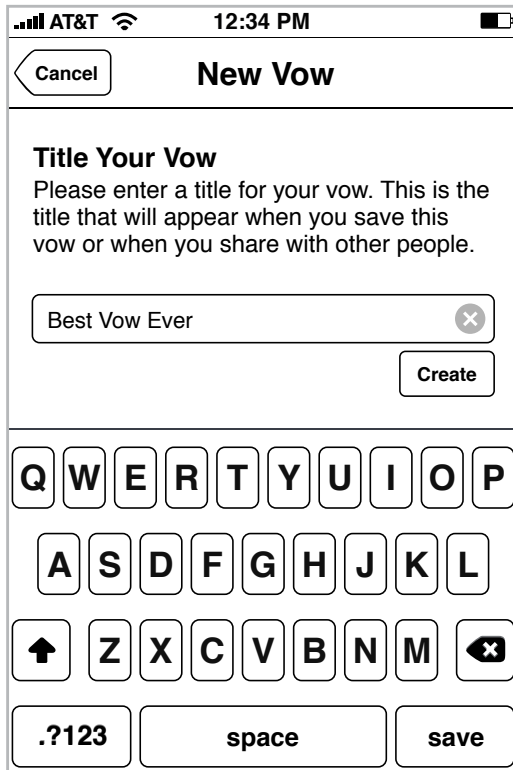 AT&T 12:34 PM
Cancel New Vow
Title Your Vow
Please enter a title for your vow. This is the
title that will appear when you save this
vow or when you share with other people.
Best Vow Ever
Create
Q W E R T Y U I O P
A S D F G H J K L
Z X C V B N M
.?123 space save